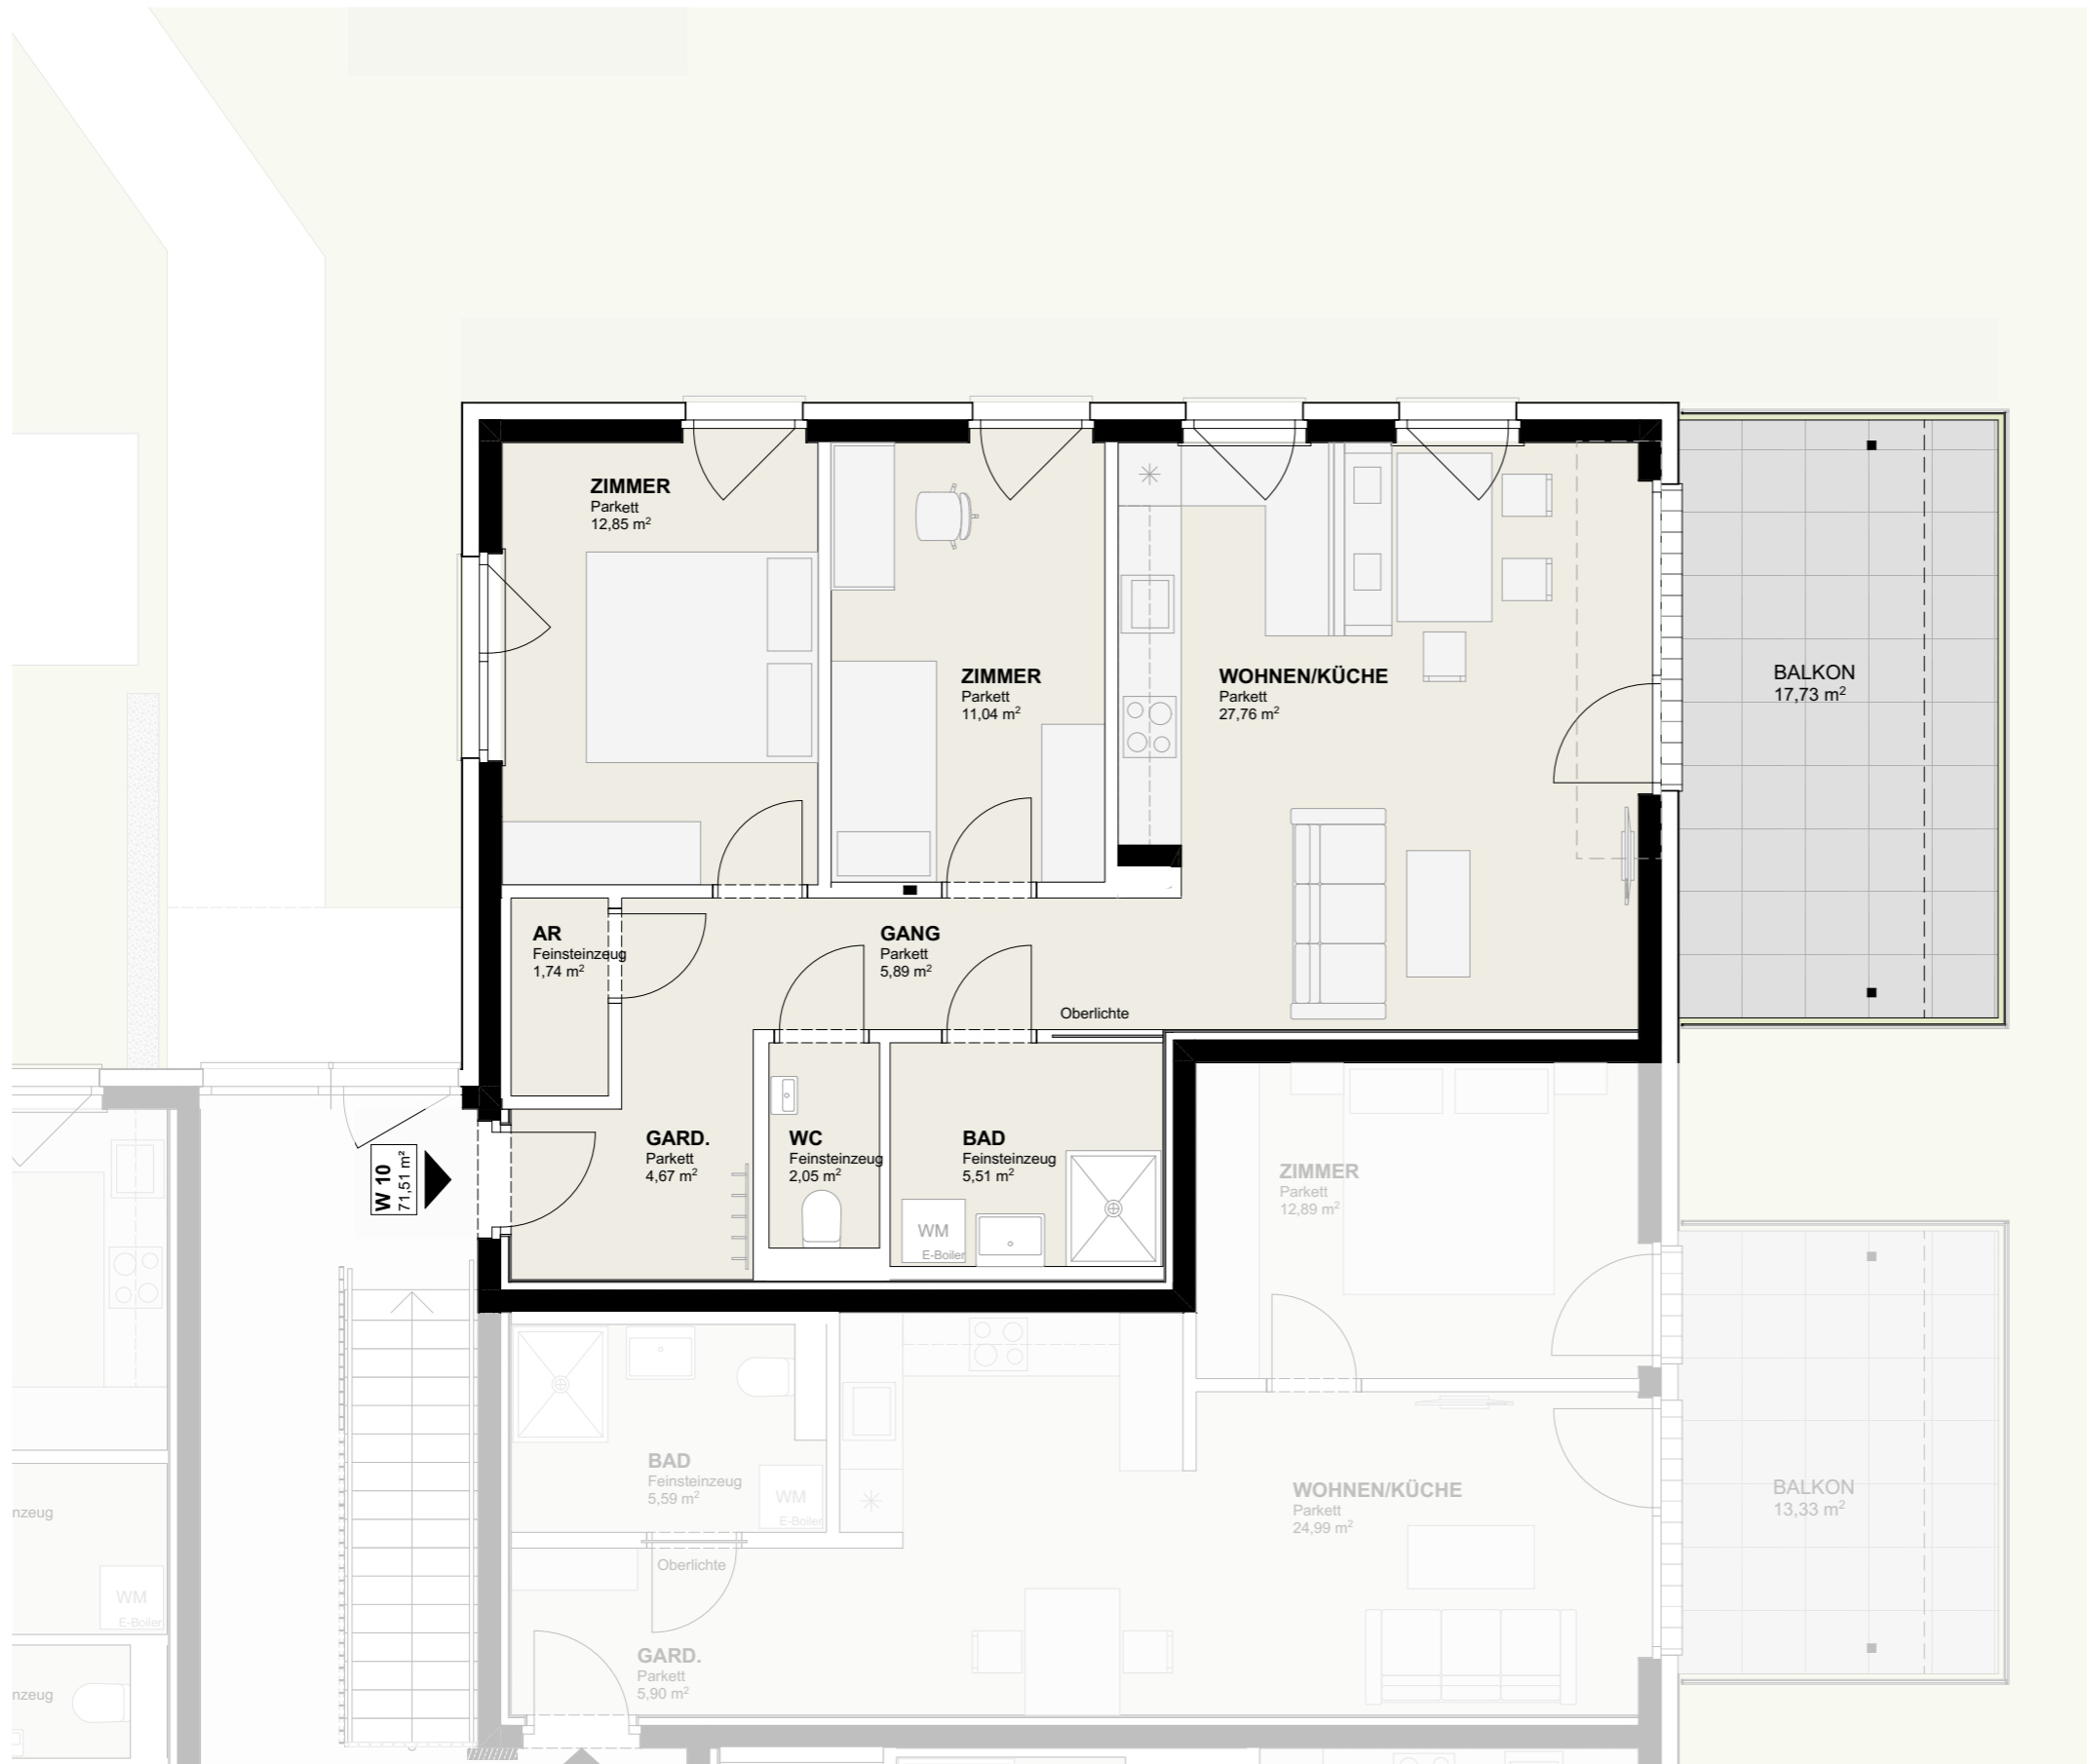 ZIMMER
Parkett
12,85 m²
ZIMMER
Parkett
11,04 m²
WOHNEN/KÜCHE
Parkett
27,76 m²
BALKON
17,73 m²
AR
Feinsteinzeug
1,74 m²
GANG
Parkett
5,89 m²
Oberlichte
W 10
71,51 m²
GARD.
Parkett
4,67 m²
WC
Feinsteinzeug
2,05 m²
BAD
Feinsteinzeug
5,51 m²
WM
E-Boiler
ZIMMER
Parkett
12,89 m²
BAD
Feinsteinzeug
5,59 m²
WM
E-Boiler
Oberlichte
WOHNEN/KÜCHE
Parkett
24,99 m²
BALKON
13,33 m²
nzeug
WM
E-Boiler
GARD.
Parkett
5,90 m²
nzeug